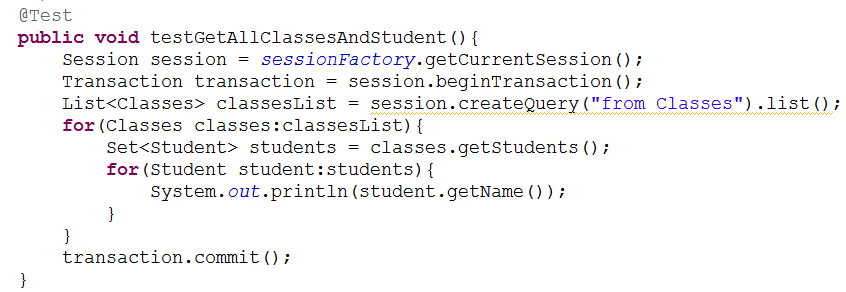 @Test
public void testGetAllClassesAndStudent(){
    Session session = sessionFactory.getCurrentSession();
    Transaction transaction = session.beginTransaction();
    List<Classes> classesList = session.createQuery("from Classes").list();
    for(Classes classes:classesList){
        Set<Student> students = classes.getStudents();
        for(Student student:students){
            System.out.println(student.getName());
        }
    }
    transaction.commit();
}